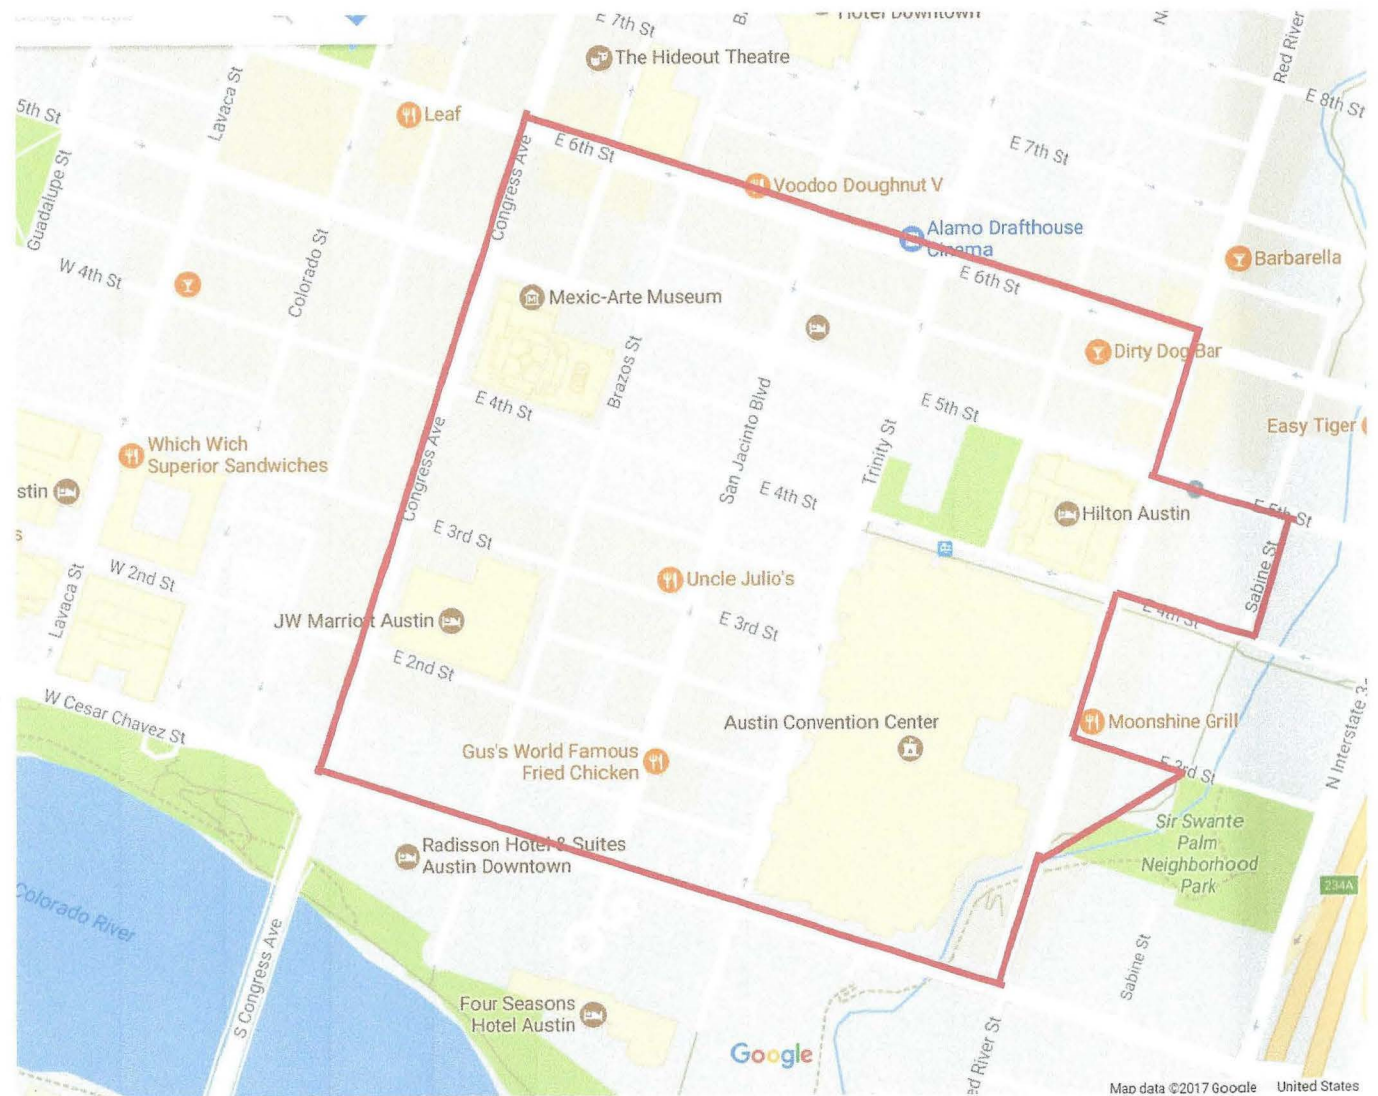 E 7th St
Hotel Downtown
The Hideout Theatre
Red River
Lavaca St
5th St
Leaf
E 8th St
E 6th St
E 7th St
Congress Ave
Voodoo Doughnut V
Guadalupe St
Alamo Drafthouse
Cinema
Colorado St
W 4th St
E 6th St
Barbarella
Mexic-Arte Museum
Dirty Dog Bar
Brazos St
E 4th St
E 5th St
San Jacinto Blvd
Easy Tiger
Which Wich
Superior Sandwiches
Congress Ave
Trinity St
stin
E 4th St
Hilton Austin
E 5th St
s
E 3rd St
W 2nd St
Uncle Julio's
Sabine St
Lavaca St
JW Marriott Austin
E 3rd St
E 4th St
E 2nd St
W Cesar Chavez St
Austin Convention Center
Moonshine Grill
Gus's World Famous
Fried Chicken
E 3rd St
N Interstate 3
Radisson Hotel & Suites
Austin Downtown
Sir Swante
Palm
Neighborhood
Park
234A
Colorado River
S Congress Ave
Sabine St
Four Seasons
Hotel Austin
ed River St
Google
Map data ©2017 Google United States